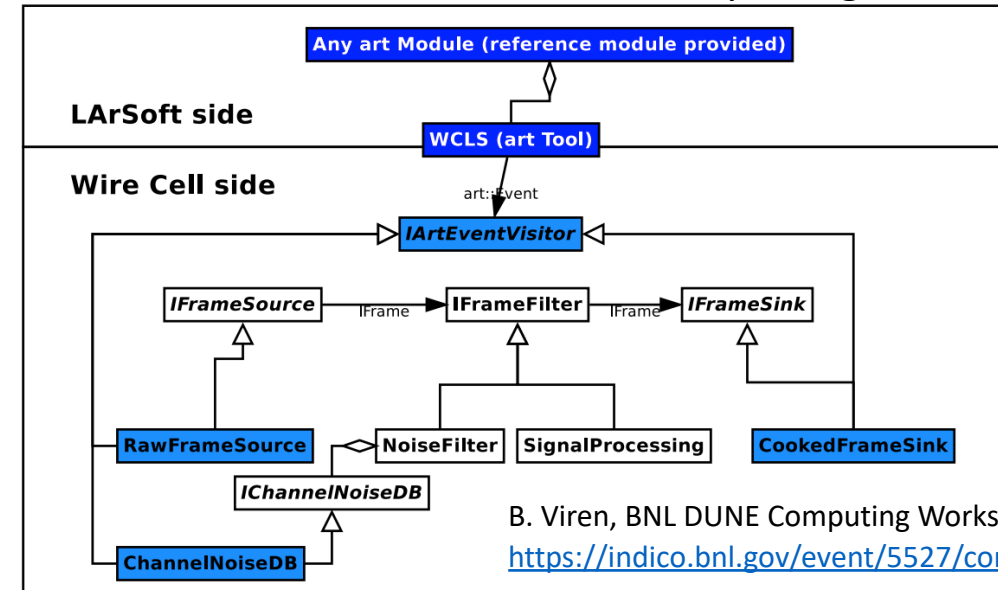 Any art Module (reference module provided)
LArSoft side
WCLS (art Tool)
Wire Cell side
art::Event
IArtEventVisitor
IFrameSource
IFrame
IFrameFilter
IFrame
IFrameSink
RawFrameSource
NoiseFilter
SignalProcessing
CookedFrameSink
IChannelNoiseDB
ChannelNoiseDB
B. Viren, BNL DUNE Computing Works
https://indico.bnl.gov/event/5527/